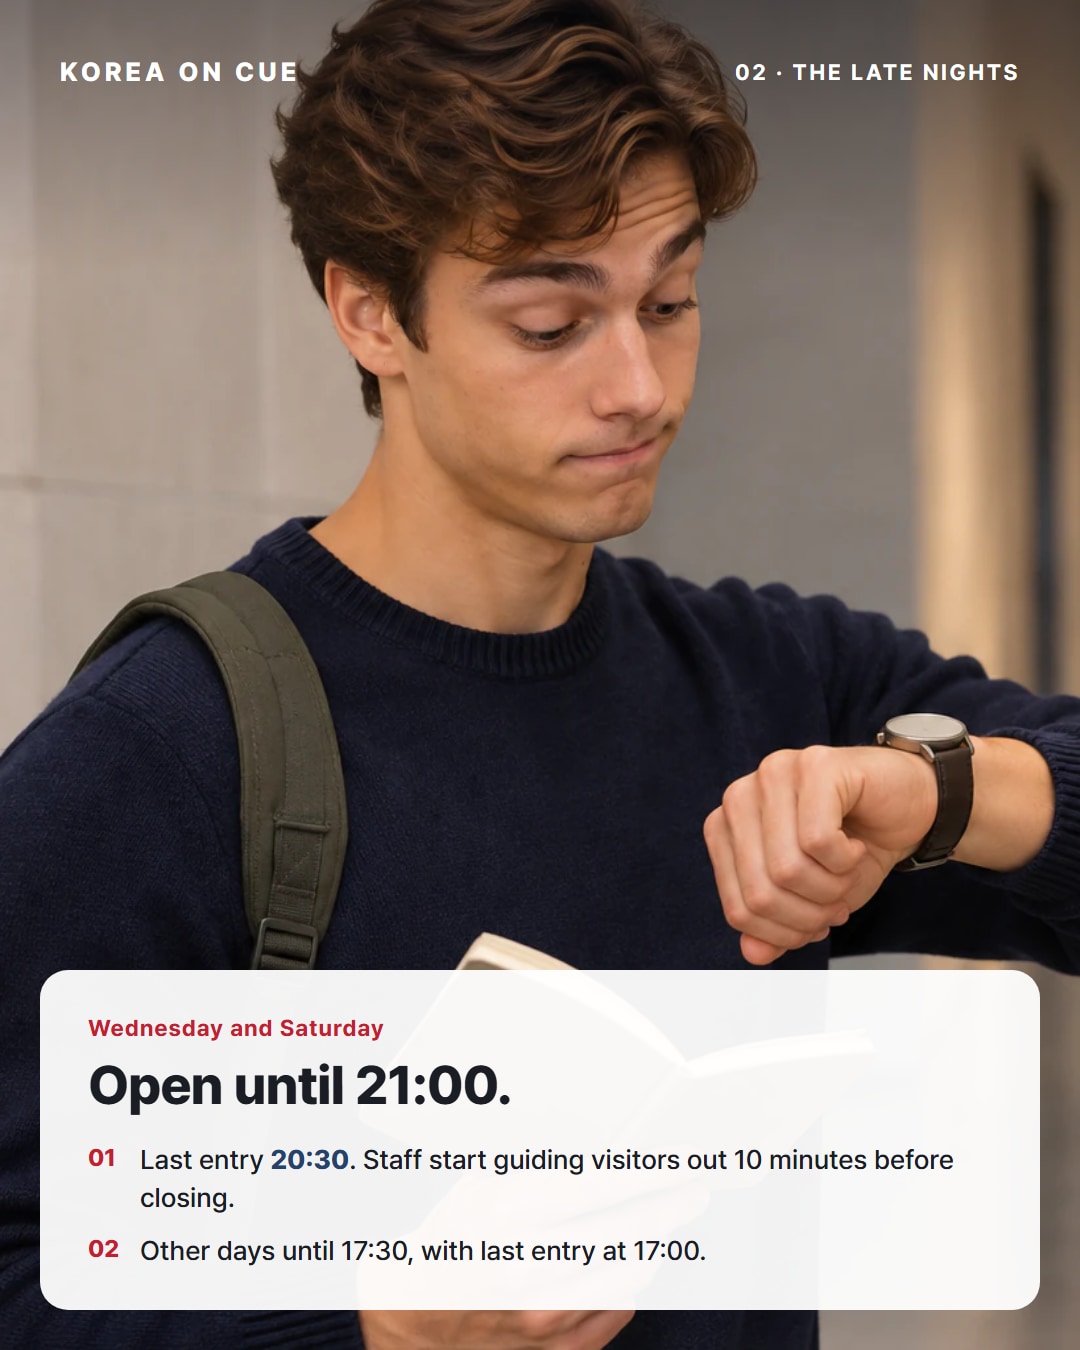 KOREA ON CUE
02 · THE LATE NIGHTS
Wednesday and Saturday
Open until 21:00.
01 Last entry 20:30. Staff start guiding visitors out 10 minutes before
closing.
02 Other days until 17:30, with last entry at 17:00.